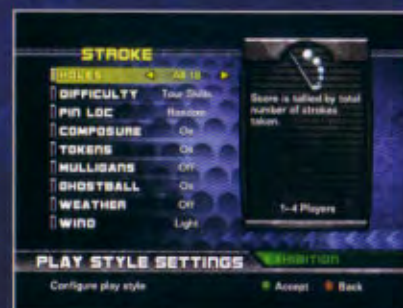 STROKE
HOLES All 18
DIFFICULTY Tour Skills
PIN LOC Random
COMPOSURE On
TOKENS On
MULLIGANS Off
GHOSTBALL On
WEATHER Off
WIND Light
Score is tallied by total
number of strokes
taken.
1-4 Players
PLAY STYLE SETTINGS EXHIBITION
Configure play style
Accept Back